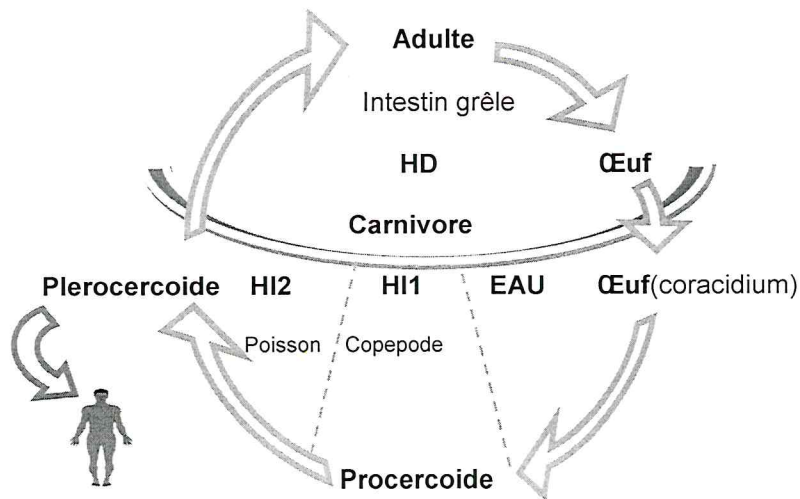 Adulte
Intestin grêle
HD Œuf
Carnivore
Plerocercoide HI2 HI1 EAU Œuf(coracidium)
Poisson Copepode
Procercoide